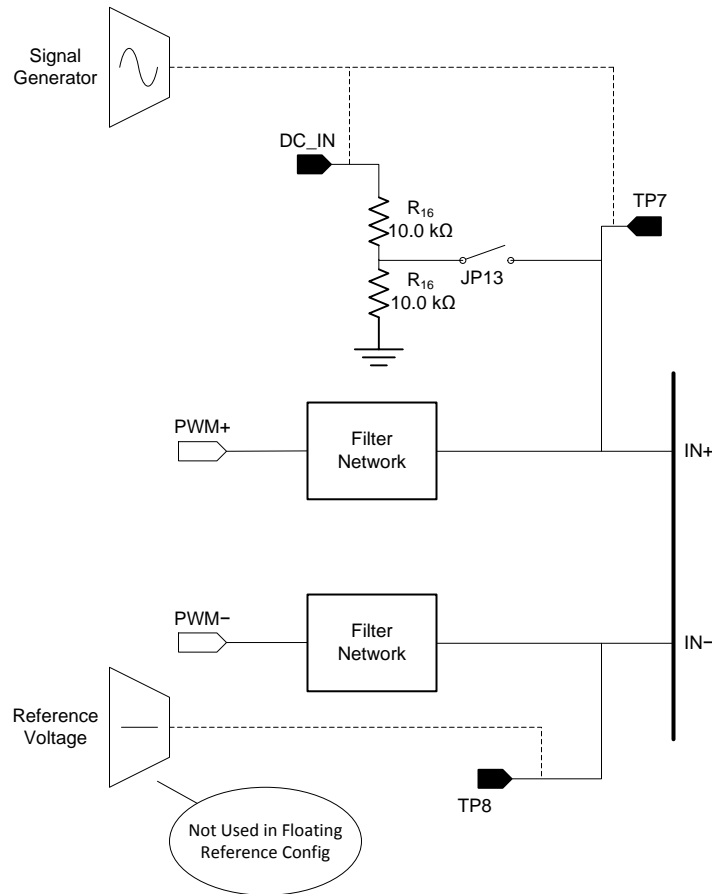 Signal
Generator
DC_IN
TP7
R16
10.0 kΩ
JP13
R16
10.0 kΩ
PWM+
Filter
Network
IN+
PWM−
Filter
Network
IN−
Reference
Voltage
TP8
Not Used in Floating
Reference Config